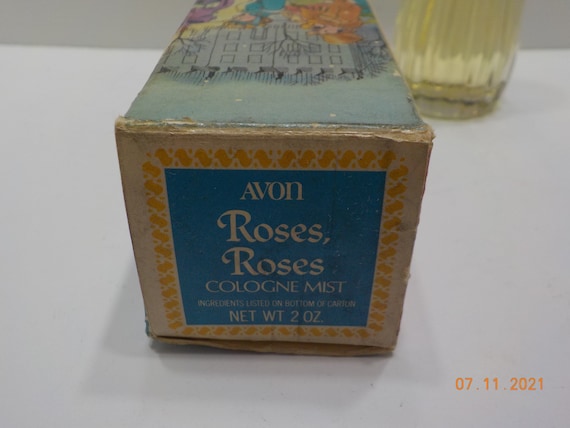 AVON
Roses,
Roses
COLOGNE MIST
INGREDIENTS LISTED ON BOTTOM OF CARTON
NET WT 2 OZ.
07.11.2021